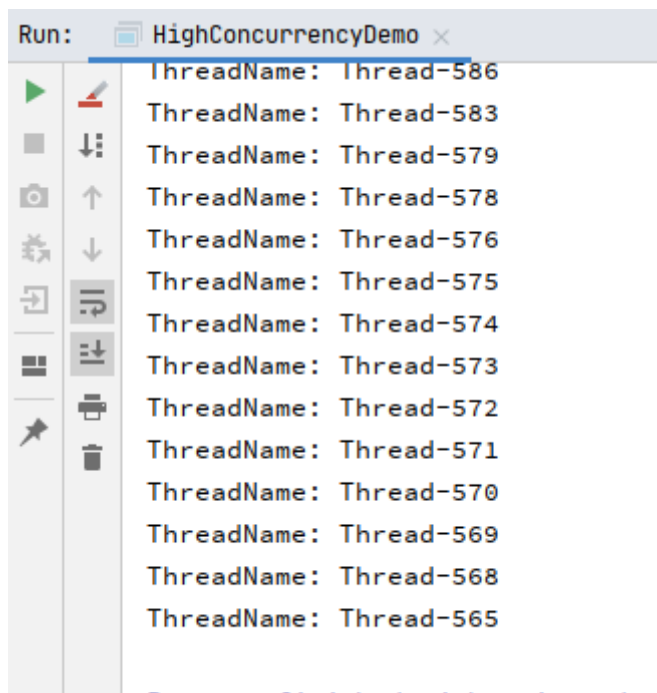 Run: HighConcurrencyDemo
ThreadName: Thread-586
ThreadName: Thread-583
ThreadName: Thread-579
ThreadName: Thread-578
ThreadName: Thread-576
ThreadName: Thread-575
ThreadName: Thread-574
ThreadName: Thread-573
ThreadName: Thread-572
ThreadName: Thread-571
ThreadName: Thread-570
ThreadName: Thread-569
ThreadName: Thread-568
ThreadName: Thread-565